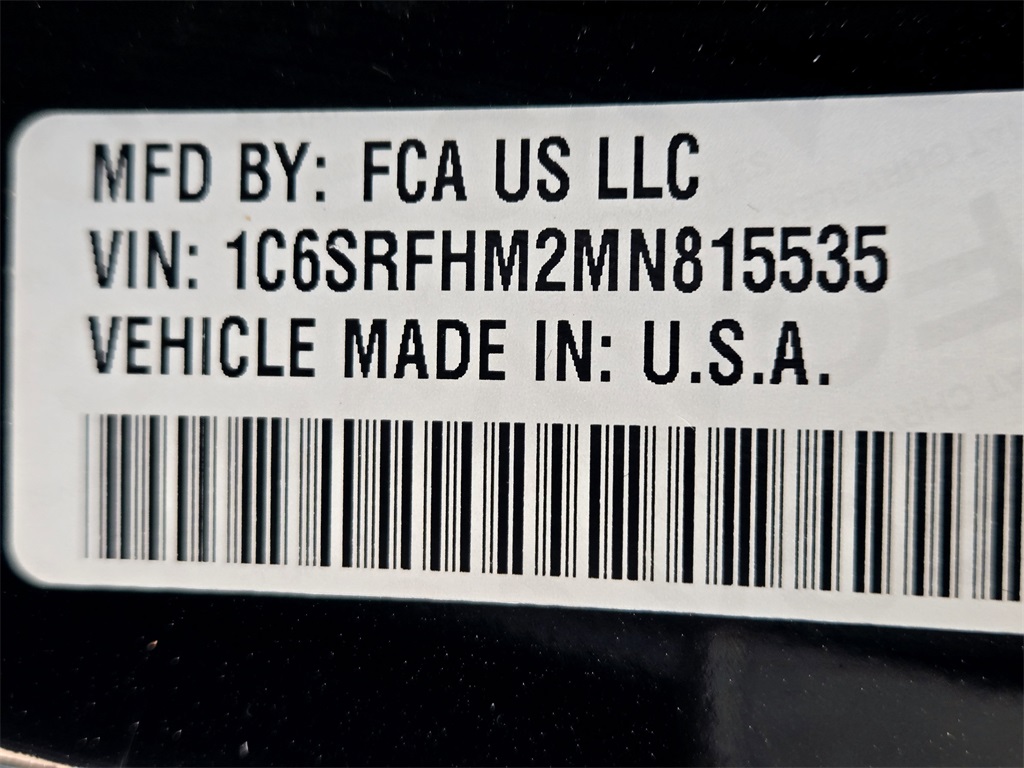 MFD BY: FCA US LLC
VIN: 1C6SRFHM2MN815535
VEHICLE MADE IN: U.S.A.